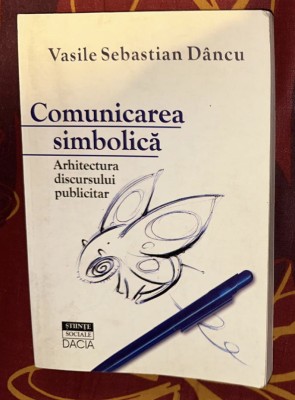 Vasile Sebastian Dâncu
Comunicarea
simbolică
Arhitectura
discursului
publicitar
ŞTIINŢE
SOCIALE
DACIA